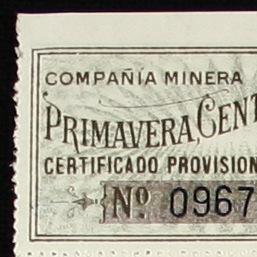 COMPAÑIA MINERA
PRIMAVERA, CENT
CERTIFICADO PROVISION
Nº 0967